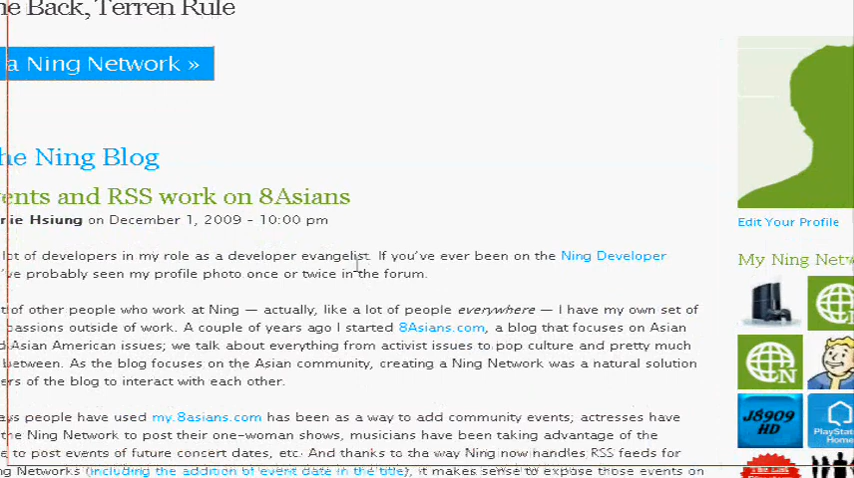 ne Back, Terren Rule
a Ning Network »
he Ning Blog
ents and RSS work on 8Asians
rie Hsiung on December 1, 2009 - 10:00 pm
lot of developers in my role as a developer evangelist. If you've ever been on the Ning Developer
've probably seen my profile photo once or twice in the forum.
t of other people who work at Ning — actually, like a lot of people everywhere — I have my own set of
passions outside of work. A couple of years ago I started 8Asians.com, a blog that focuses on Asian
d Asian American issues; we talk about everything from activist issues to pop culture and pretty much
between. As the blog focuses on the Asian community, creating a Ning Network was a natural solution
ers of the blog to interact with each other.
ays people have used my.8asians.com has been as a way to add community events; actresses have
the Ning Network to post their one-woman shows, musicians have been taking advantage of the
e to post events of future concert dates, etc. And thanks to the way Ning now handles RSS feeds for
ng Networks (including the addition of event date in the title), it makes sense to expose those events on
Edit Your Profile
My Ning Netw
N
J8909
HD
PlayStat
Home
The List